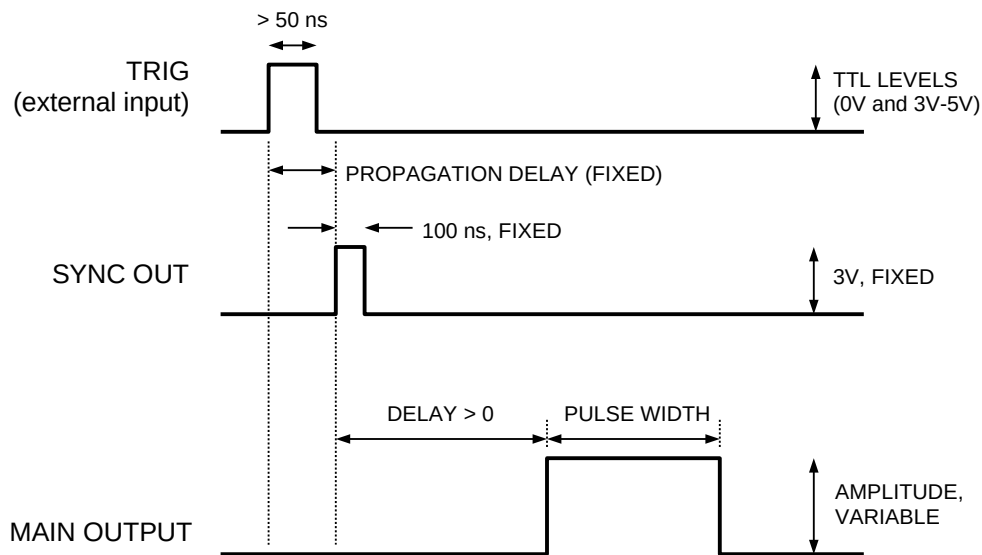 > 50 ns
TRIG
(external input)
TTL LEVELS
(0V and 3V-5V)
PROPAGATION DELAY (FIXED)
100 ns, FIXED
SYNC OUT
3V, FIXED
DELAY > 0
PULSE WIDTH
AMPLITUDE,
VARIABLE
MAIN OUTPUT